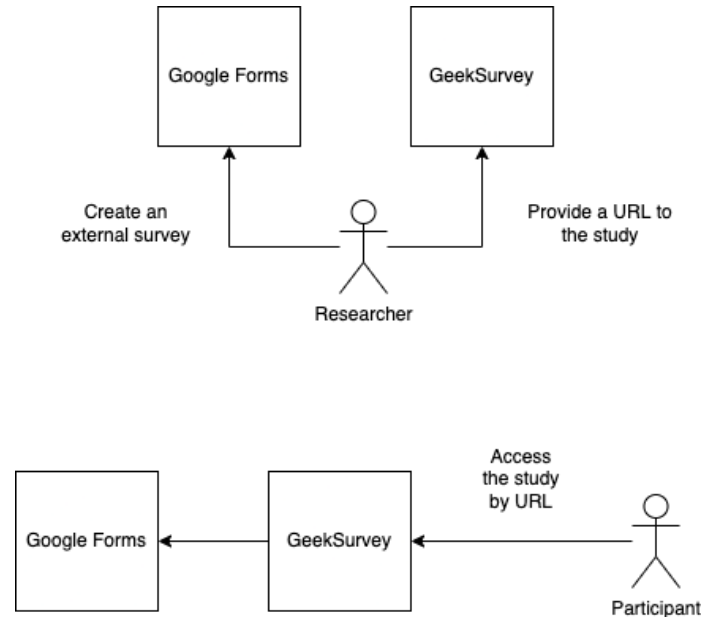 Google Forms
GeekSurvey
Create an
external survey
Provide a URL to
the study
Researcher
Access
the study
by URL
Google Forms
GeekSurvey
Participant